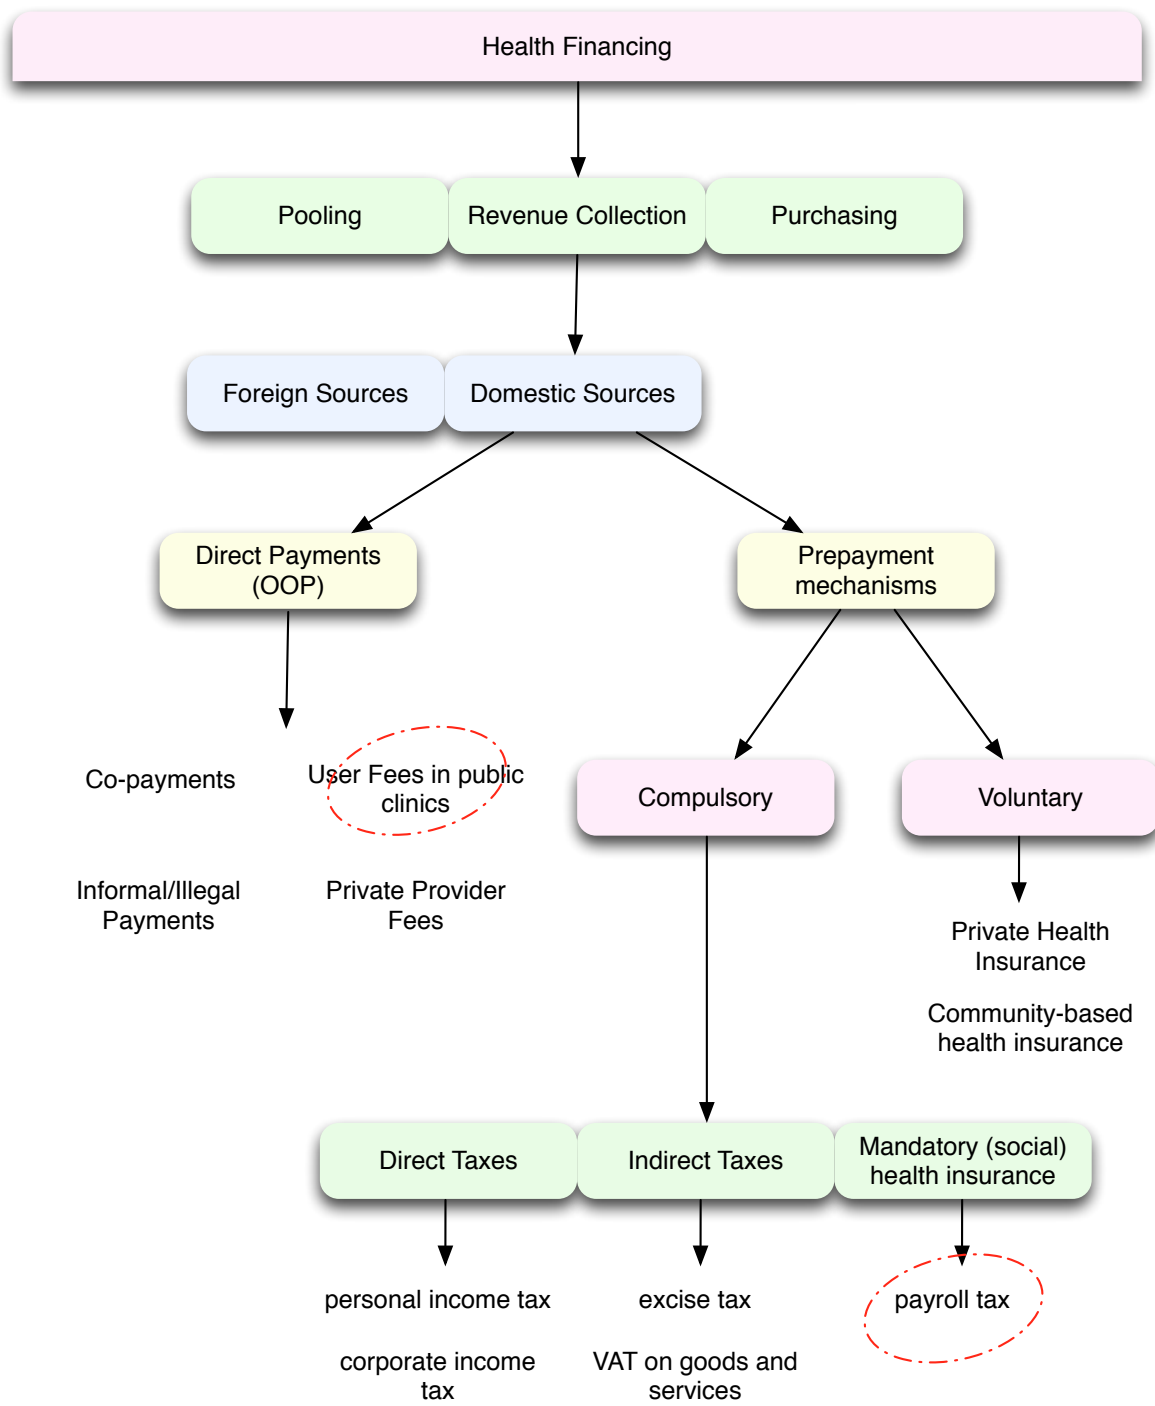 Health Financing
Pooling
Revenue Collection
Purchasing
Foreign Sources
Domestic Sources
Direct Payments
(OOP)
Prepayment
mechanisms
Co-payments
User Fees in public
clinics
Compulsory
Voluntary
Informal/Illegal
Payments
Private Provider
Fees
Private Health
Insurance
Community-based
health insurance
Direct Taxes
Indirect Taxes
Mandatory (social)
health insurance
personal income tax
excise tax
payroll tax
corporate income
tax
VAT on goods and
services